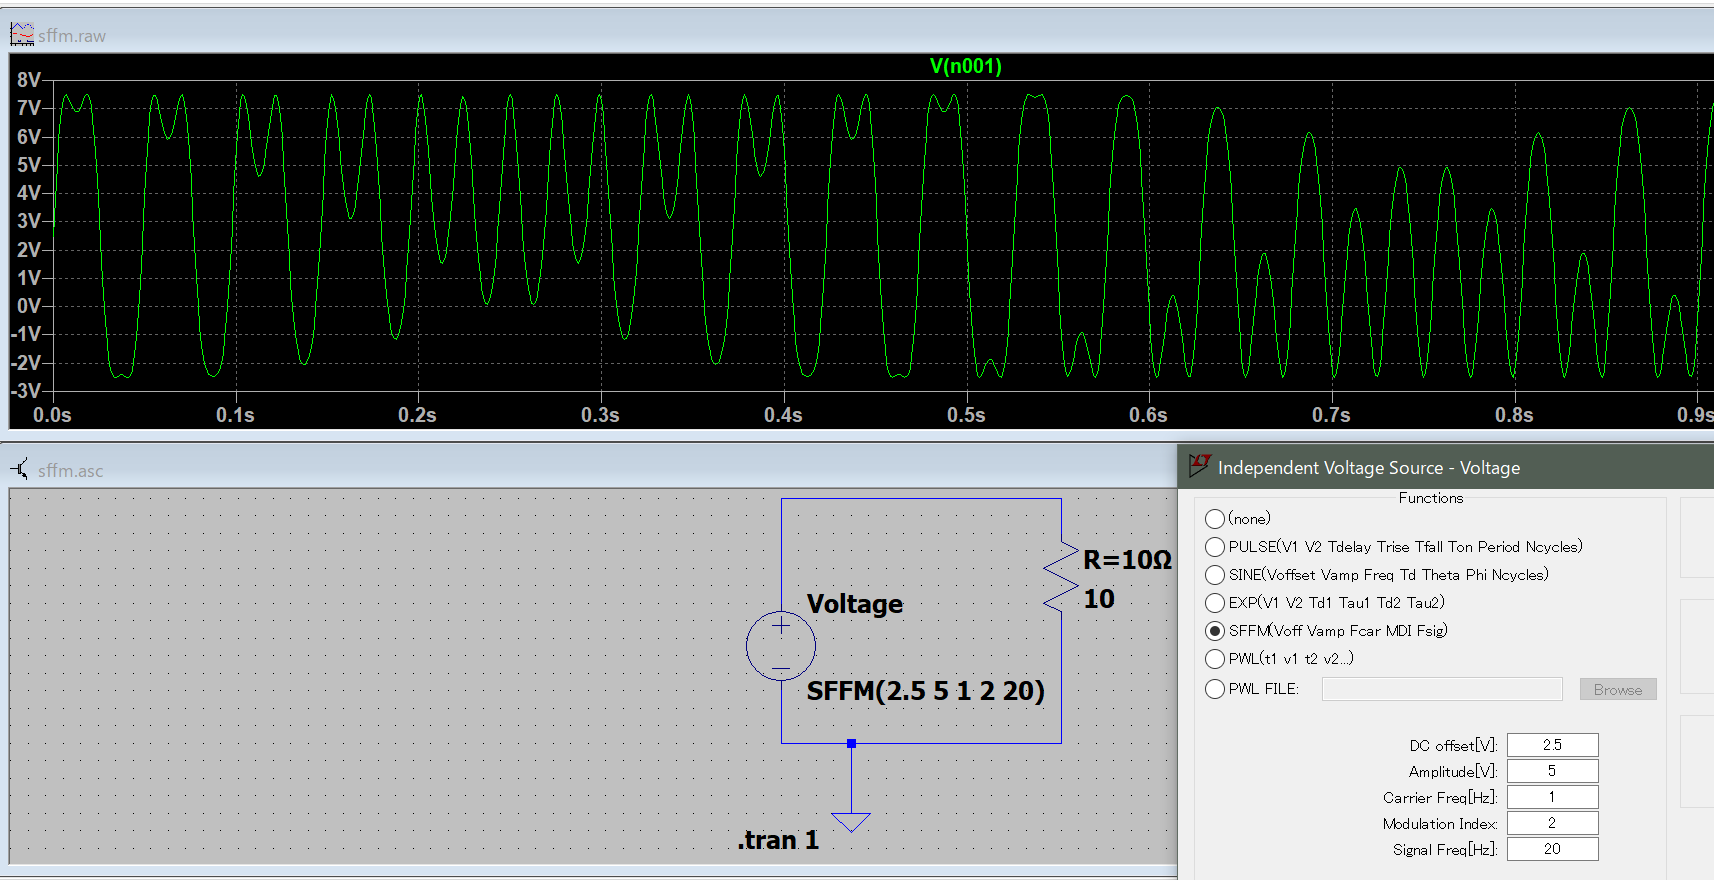 sffm.raw
V(n001)
8V
7V
6V
5V
4V
3V
2V
1V
0V
-1V
-2V
-3V
0.0s 0.1s 0.2s 0.3s 0.4s 0.5s 0.6s 0.7s 0.8s 0.9s
sffm.asc
R=10Ω
10
Voltage
SFFM(2.5 5 1 2 20)
.tran 1
Independent Voltage Source - Voltage
Functions
(none)
PULSE(V1 V2 Tdelay Trise Tfall Ton Period Ncycles)
SINE(Voffset Vamp Freq Td Theta Phi Ncycles)
EXP(V1 V2 Td1 Tau1 Td2 Tau2)
SFFM(Voff Vamp Fcar MDI Fsig)
PWL(t1 v1 t2 v2...)
PWL FILE: Browse
DC offset[V]: 2.5
Amplitude[V]: 5
Carrier Freq[Hz]: 1
Modulation Index: 2
Signal Freq[Hz]: 20